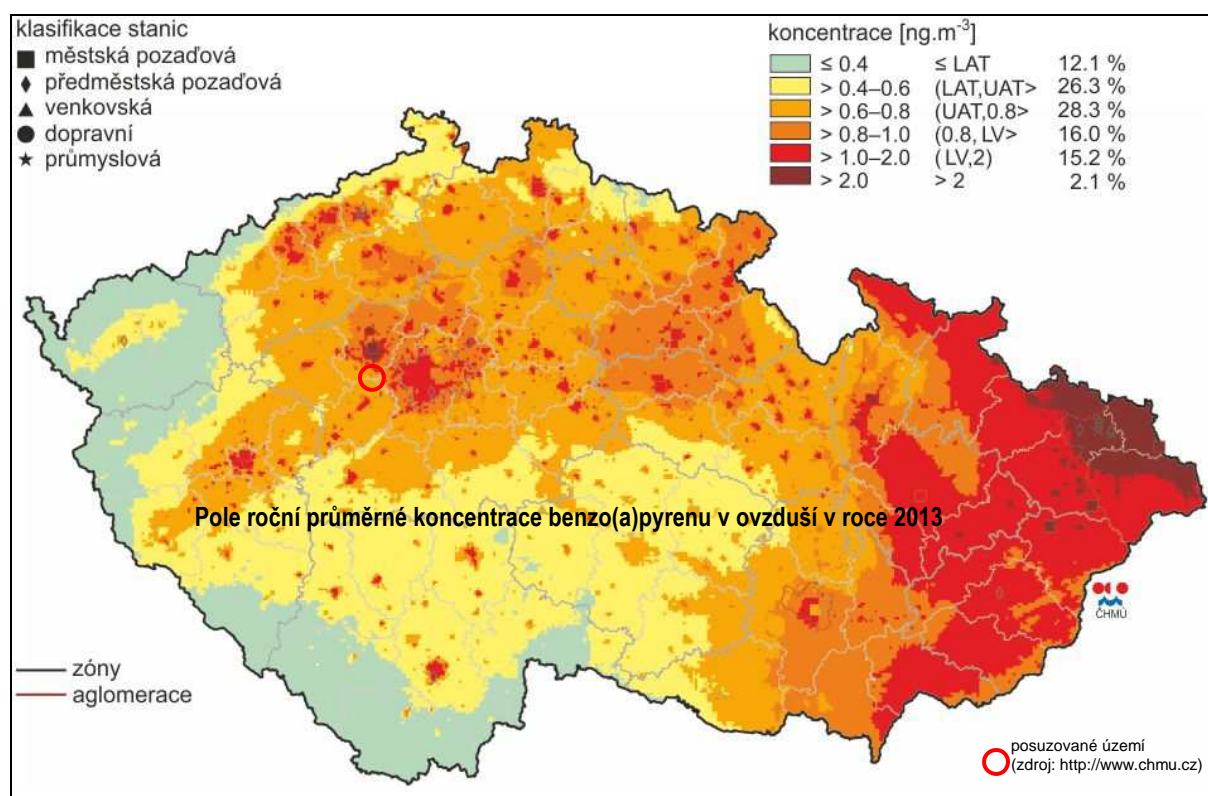 klasifikace stanic
městská pozaďová
předměstská pozaďová
venkovská
dopravní
průmyslová
koncentrace [ng.m⁻³]
≤ 0.4 ≤ LAT 12.1 %
> 0.4–0.6 (LAT,UAT> 26.3 %
> 0.6–0.8 (UAT,0.8> 28.3 %
> 0.8–1.0 (0.8, LV> 16.0 %
> 1.0–2.0 ( LV,2⟩ 15.2 %
> 2.0 > 2 2.1 %
Pole roční průměrné koncentrace benzo(a)pyrenu v ovzduší v roce 2013
ČHMÚ
zóny
aglomerace
posuzované území
(zdroj: http://www.chmu.cz)